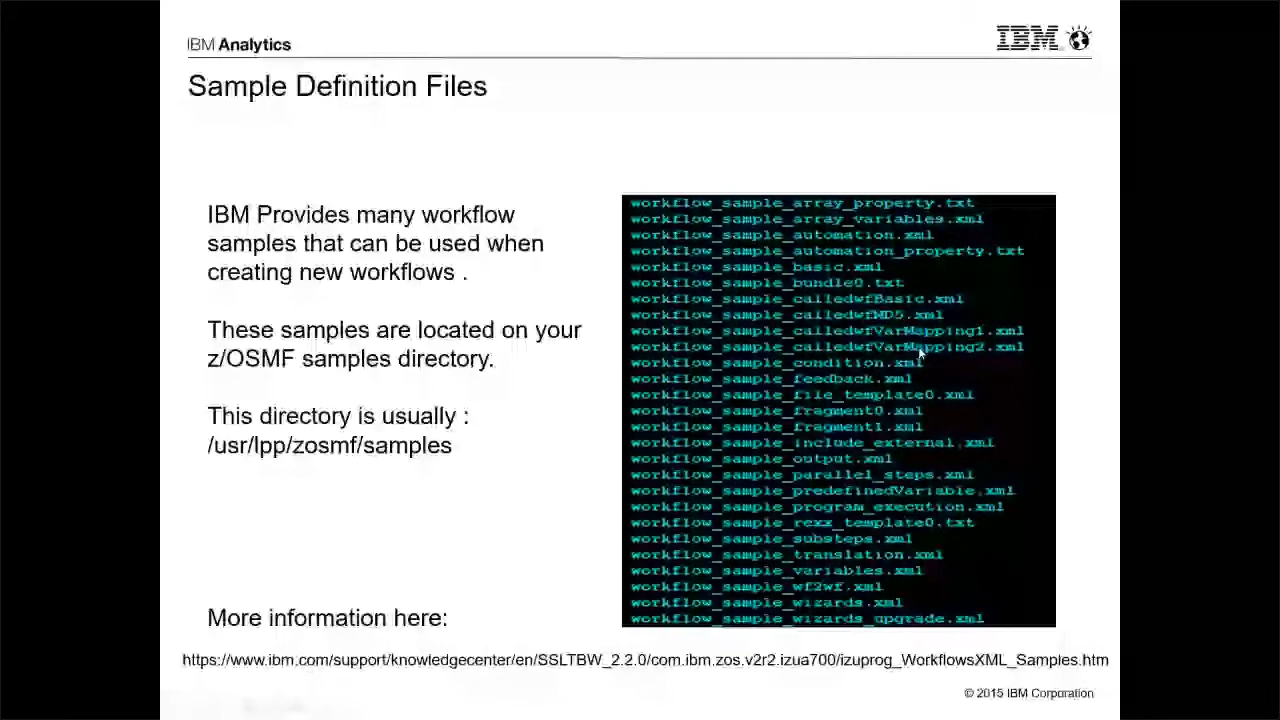 IBM Analytics
IBM
Sample Definition Files
IBM Provides many workflow
samples that can be used when
creating new workflows .
These samples are located on your
z/OSMF samples directory.
This directory is usually :
/usr/lpp/zosmf/samples
workflow_sample_array_property.txt
workflow_sample_array_variables.xml
workflow_sample_automation.xml
workflow_sample_automation_property.txt
workflow_sample_basic.xml
workflow_sample_bundle0.txt
workflow_sample_calledwfBasic.xml
workflow_sample_calledwfMD5.xml
workflow_sample_calledwfVarMapping1.xml
workflow_sample_calledwfVarMapping2.xml
workflow_sample_condition.xml
workflow_sample_feedback.xml
workflow_sample_file_template0.xml
workflow_sample_fragment0.xml
workflow_sample_fragment1.xml
workflow_sample_include_external.xml
workflow_sample_output.xml
workflow_sample_parallel_steps.xml
workflow_sample_predefinedVariable.xml
workflow_sample_program_execution.xml
workflow_sample_rexx_template0.txt
workflow_sample_substeps.xml
workflow_sample_translation.xml
workflow_sample_variables.xml
workflow_sample_wf2wf.xml
workflow_sample_wizards.xml
workflow_sample_wizards_upgrade.xml
More information here:
https://www.ibm.com/support/knowledgecenter/en/SSLTBW_2.2.0/com.ibm.zos.v2r2.izua700/izuprog_WorkflowsXML_Samples.htm
© 2015 IBM Corporation